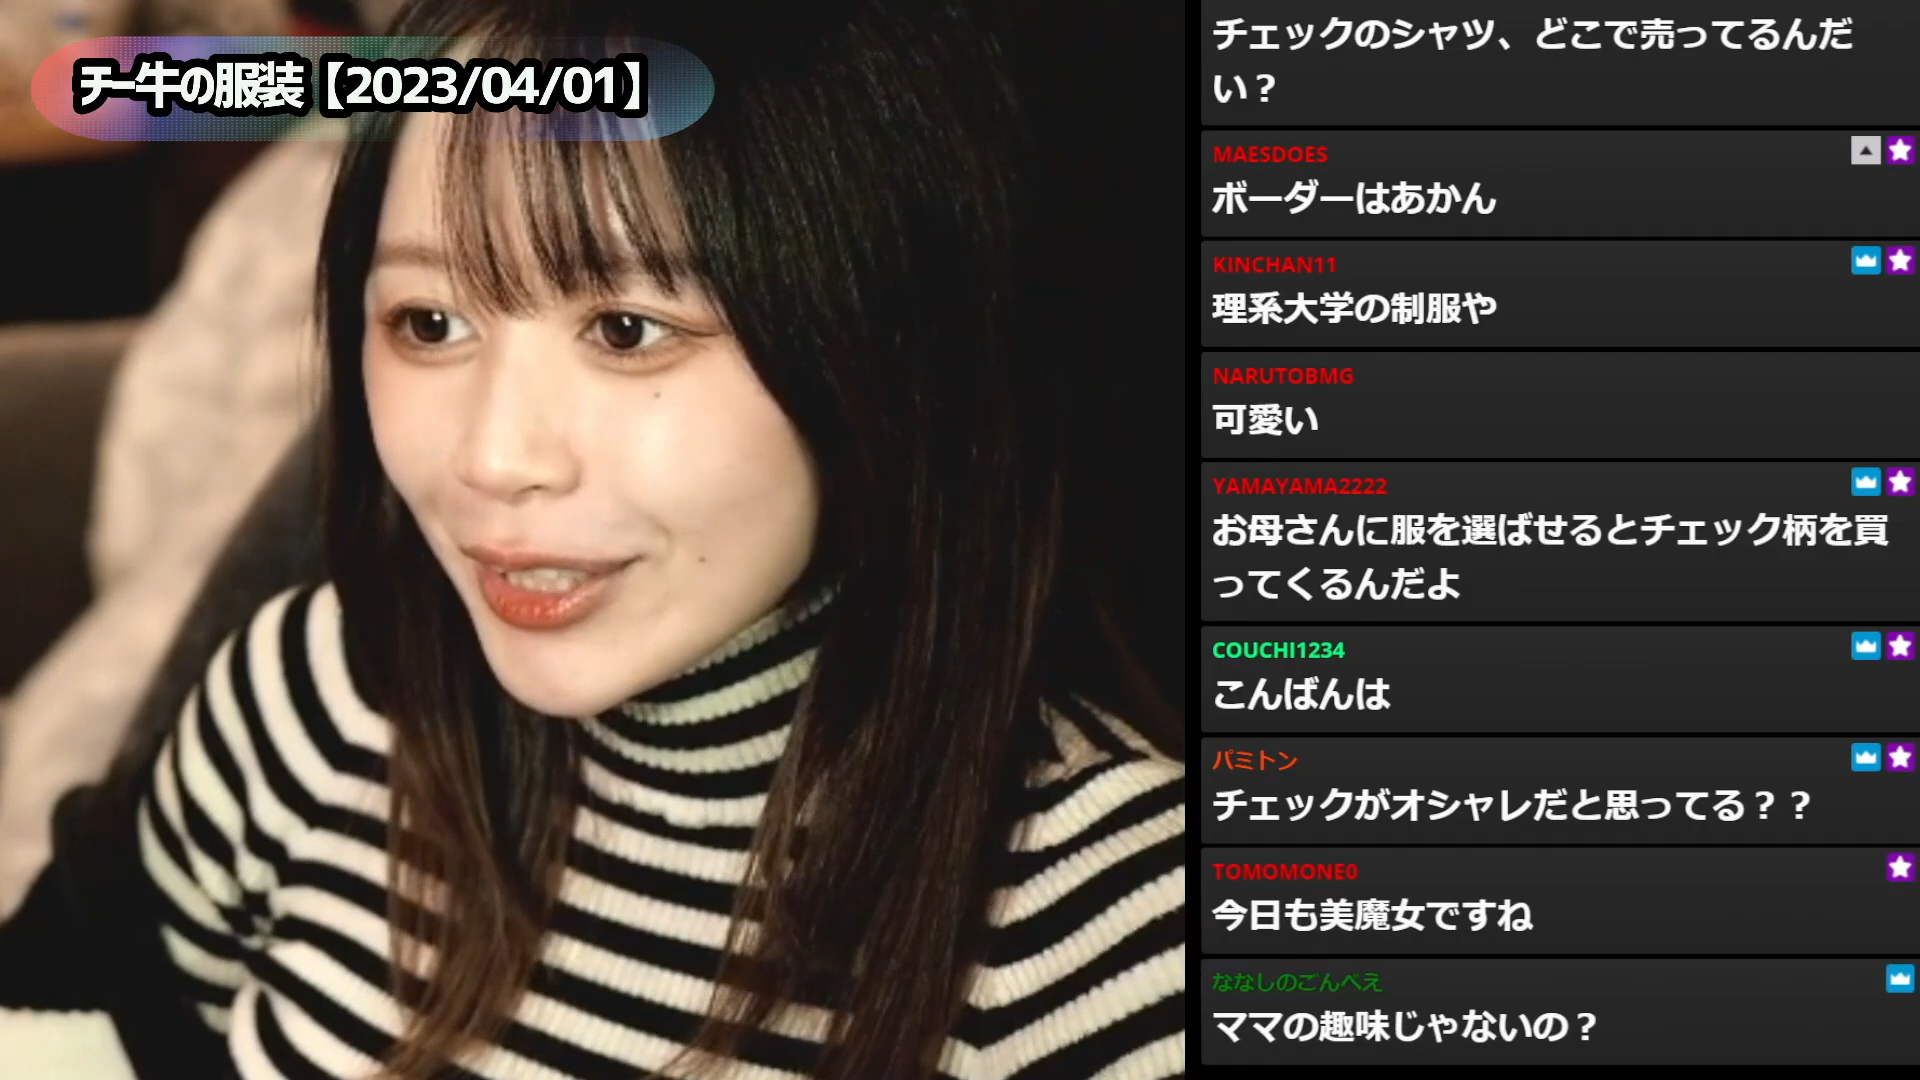 チー牛の服装【2023/04/01】
チェックのシャツ、どこで売ってるんだ
い？
MAESDOES
ボーダーはあかん
KINCHAN11
理系大学の制服や
NARUTOBMG
可愛い
YAMAYAMA2222
お母さんに服を選ばせるとチェック柄を買
ってくるんだよ
COUCHI1234
こんばんは
パミトン
チェックがオシャレだと思ってる？？
TOMOMONE0
今日も美魔女ですね
ななしのごんべえ
ママの趣味じゃないの？